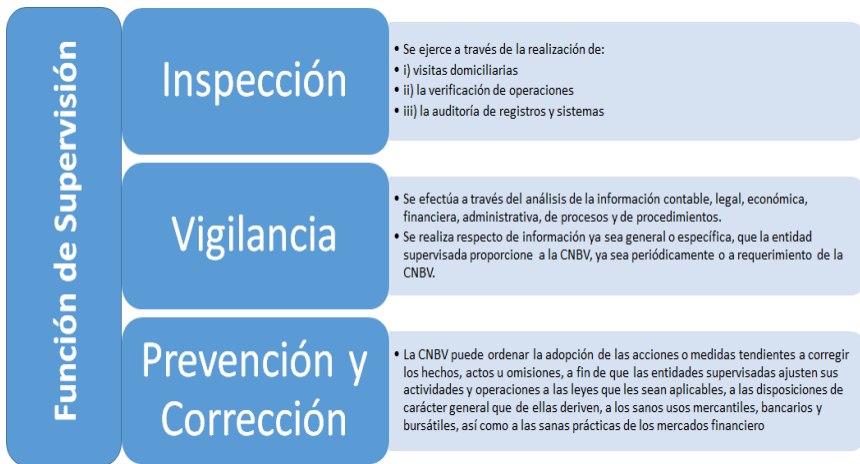 Función de Supervisión
Inspección
• Se ejerce a través de la realización de:
• i) visitas domiciliarias
• ii) la verificación de operaciones
• iii) la auditoría de registros y sistemas
Vigilancia
• Se efectúa a través del análisis de la información contable, legal, económica,
financiera, administrativa, de procesos y de procedimientos.
• Se realiza respecto de información ya sea general o específica, que la entidad
supervisada proporcione a la CNBV, ya sea periódicamente o a requerimiento de la
CNBV.
Prevención y
Corrección
• La CNBV puede ordenar la adopción de las acciones o medidas tendientes a corregir
los hechos, actos u omisiones, a fin de que las entidades supervisadas ajusten sus
actividades y operaciones a las leyes que les sean aplicables, a las disposiciones de
carácter general que de ellas deriven, a los sanos usos mercantiles, bancarios y
bursátiles, así como a las sanas prácticas de los mercados financiero